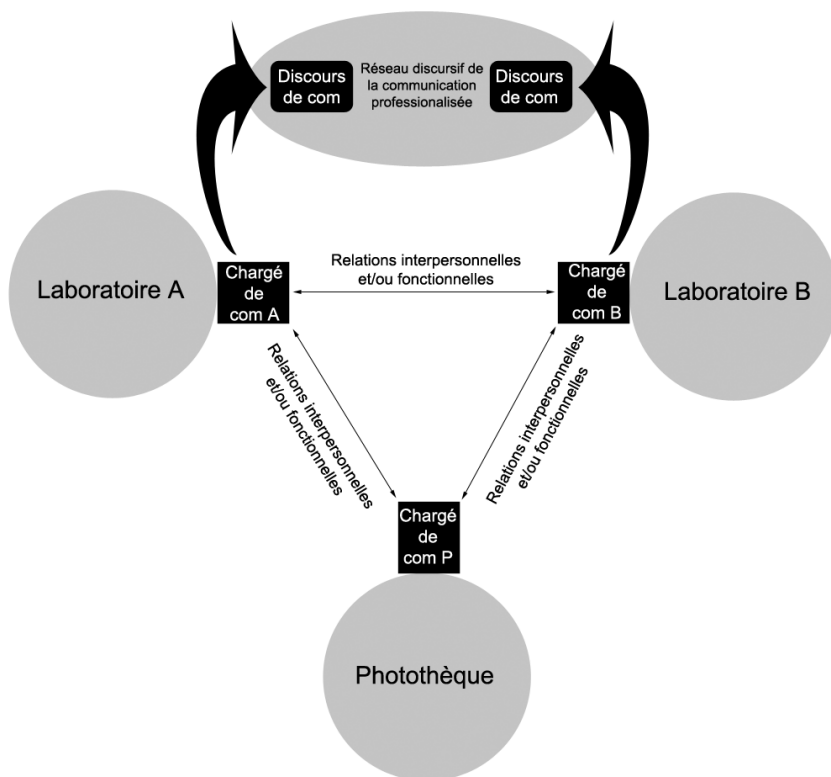 Discours
de com
Réseau discursif de
la communication
professionalisée
Discours
de com
Laboratoire A
Chargé
de
com A
Relations interpersonnelles
et/ou fonctionnelles
Chargé
de
com B
Laboratoire B
Relations interpersonnelles
et/ou fonctionnelles
Relations interpersonnelles
et/ou fonctionnelles
Chargé
de
com P
Photothèque